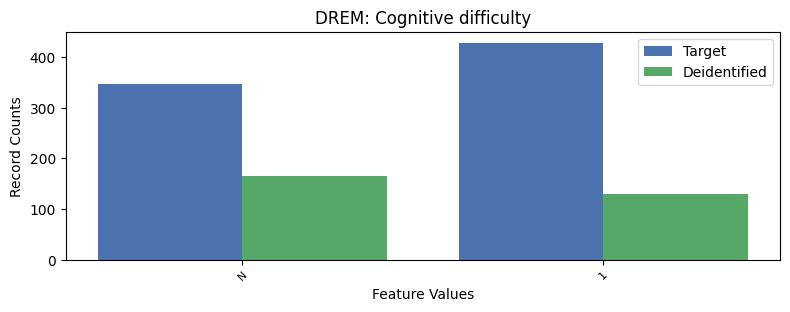 DREM: Cognitive difficulty
Target
Deidentified
Record Counts
400
300
200
100
0
N
1
Feature Values